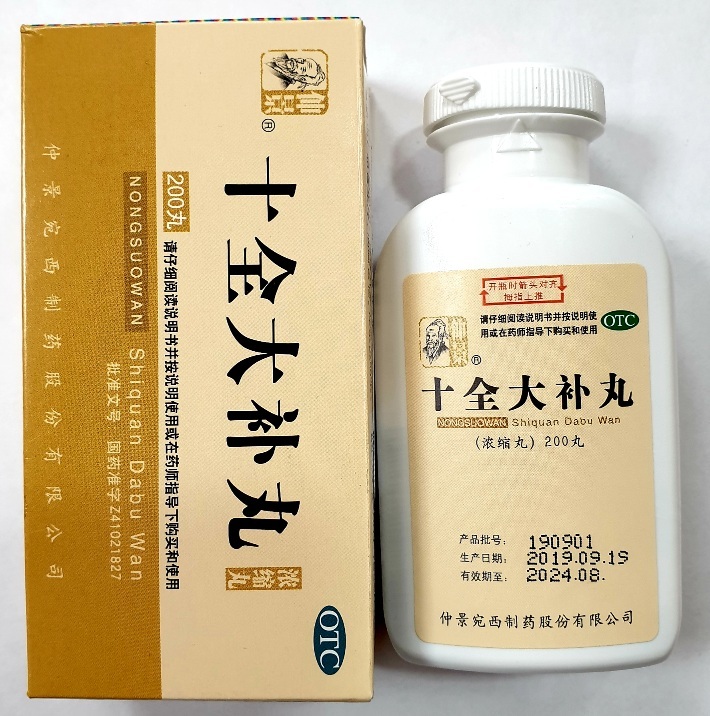 仲景
®
十全大补丸
浓缩丸
200丸
请仔细阅读说明书并按说明使用或在药师指导下购买和使用
NONGSUOWAN Shiquan Dabu Wan
批准文号 国药准字Z41021827
仲景宛西制药股份有限公司
OTC
开瓶时箭头对齐
拇指上推
请仔细阅读说明书并按说明使
用或在药师指导下购买和使用
OTC
仲景
®
十全大补丸
NONGSUOWAN Shiquan Dabu Wan
(浓缩丸) 200丸
产品批号: 190901
生产日期: 2019.09.19
有效期至: 2024.08.
仲景宛西制药股份有限公司